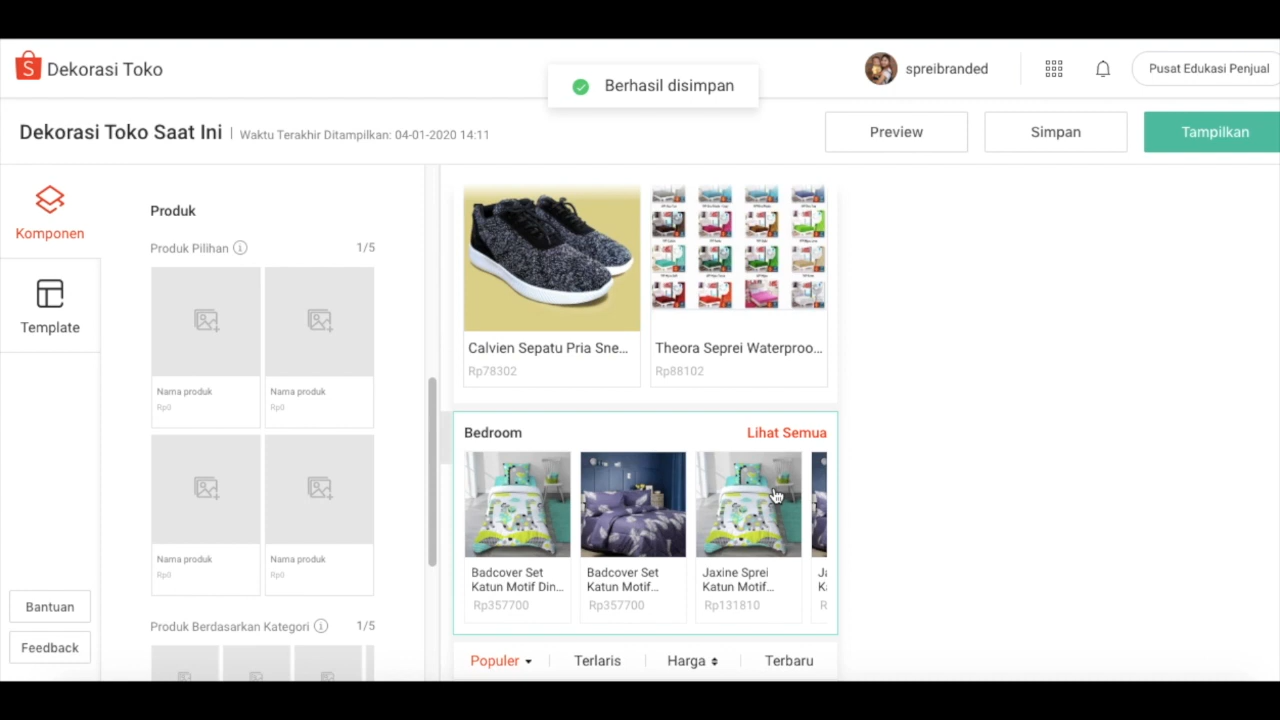 Dekorasi Toko
Berhasil disimpan
spreibranded
Pusat Edukasi Penjual
Dekorasi Toko Saat Ini
Waktu Terakhir Ditampilkan: 04-01-2020 14:11
Preview
Simpan
Tampilkan
Komponen
Template
Bantuan
Feedback
Produk
Produk Pilihan
1/5
Nama produk
Rp0
Nama produk
Rp0
Nama produk
Rp0
Nama produk
Rp0
Produk Berdasarkan Kategori
1/5
Calvien Sepatu Pria Sne...
Rp78302
Theora Seprei Waterproo...
Rp88102
Bedroom
Lihat Semua
Badcover Set
Katun Motif Din...
Rp357700
Badcover Set
Katun Motif...
Rp357700
Jaxine Sprei
Katun Motif...
Rp131810
Populer
Terlaris
Harga
Terbaru